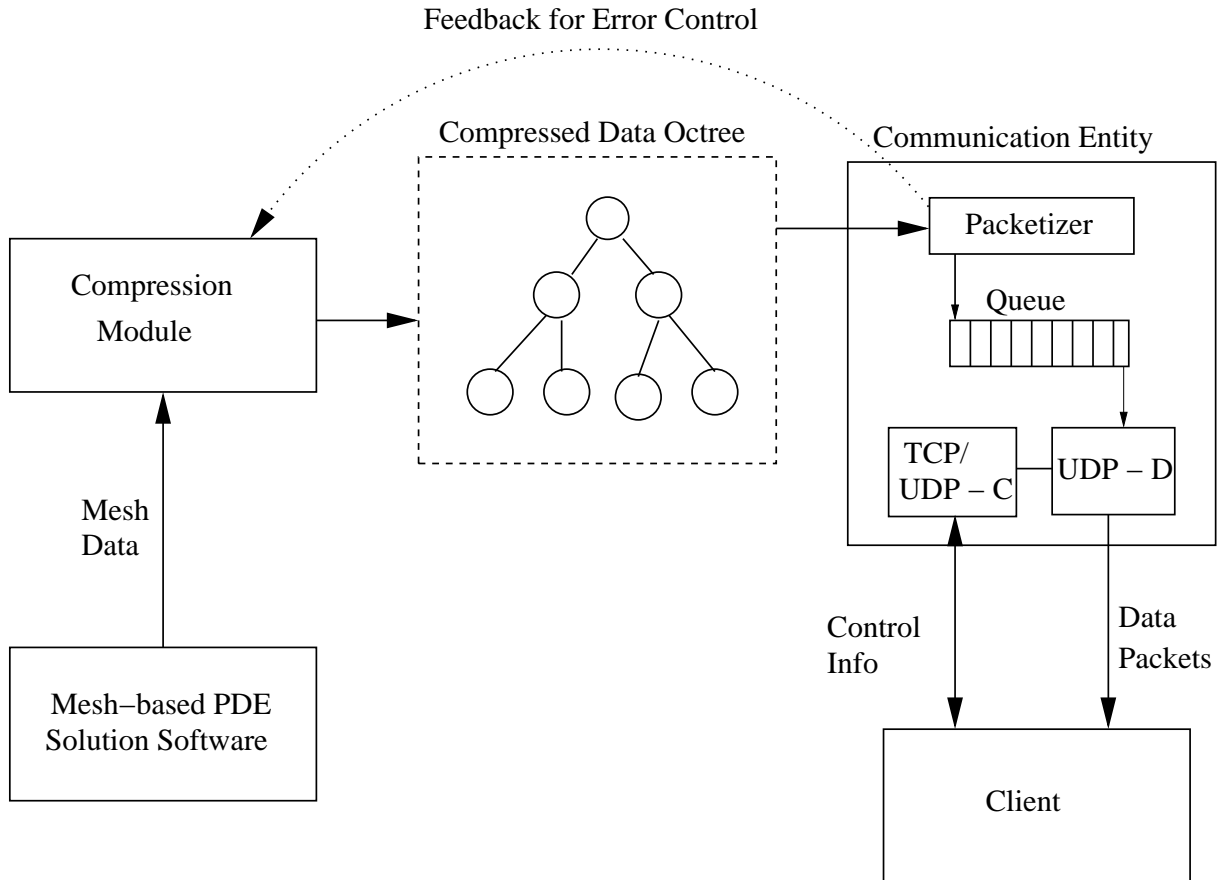 Feedback for Error Control
Compressed Data Octree
Communication Entity
Packetizer
Compression
Module
Queue
TCP/
UDP − C
UDP − D
Mesh
Data
Control
Info
Data
Packets
Mesh−based PDE
Solution Software
Client